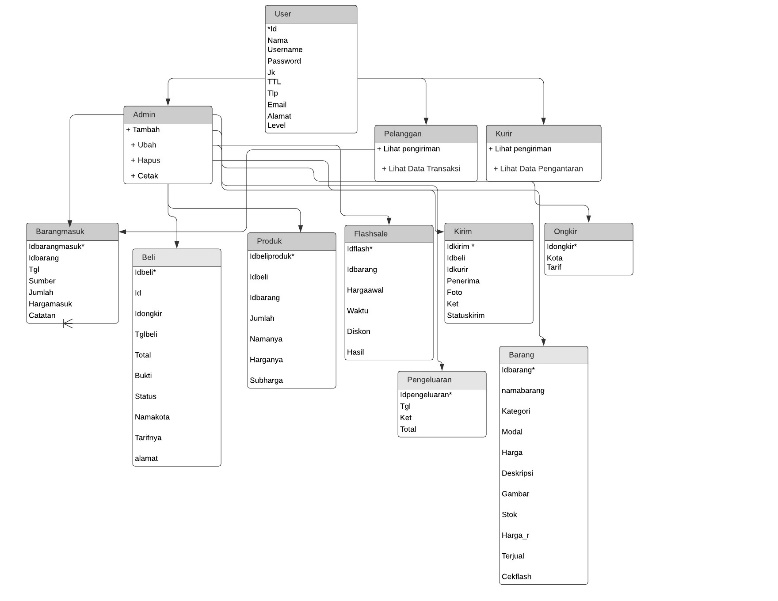 User
*Id
Nama
Username
Password
Jk
TTL
Tlp
Email
Alamat
Level
Admin
+ Tambah
+ Ubah
+ Hapus
+ Cetak
Pelanggan
+ Lihat pengiriman
+ Lihat Data Transaksi
Kurir
+ Lihat pengiriman
+ Lihat Data Pengantaran
Barangmasuk
Idbarangmasuk*
Idbarang
Tgl
Sumber
Jumlah
Hargamasuk
Catatan
Beli
Idbeli*
Id
Idongkir
Tglbeli
Total
Bukti
Status
Namakota
Tarifnya
alamat
Produk
Idbeliproduk*
Idbeli
Idbarang
Jumlah
Namanya
Harganya
Subharga
Flashsale
Idflash*
Idbarang
Hargaawal
Waktu
Diskon
Hasil
Kirim
Idkirim *
Idbeli
Idkurir
Penerima
Foto
Ket
Statuskirim
Ongkir
Idongkir*
Kota
Tarif
Pengeluaran
Idpengeluaran*
Tgl
Ket
Total
Barang
Idbarang*
namabarang
Kategori
Modal
Harga
Deskripsi
Gambar
Stok
Harga_r
Terjual
Cekflash